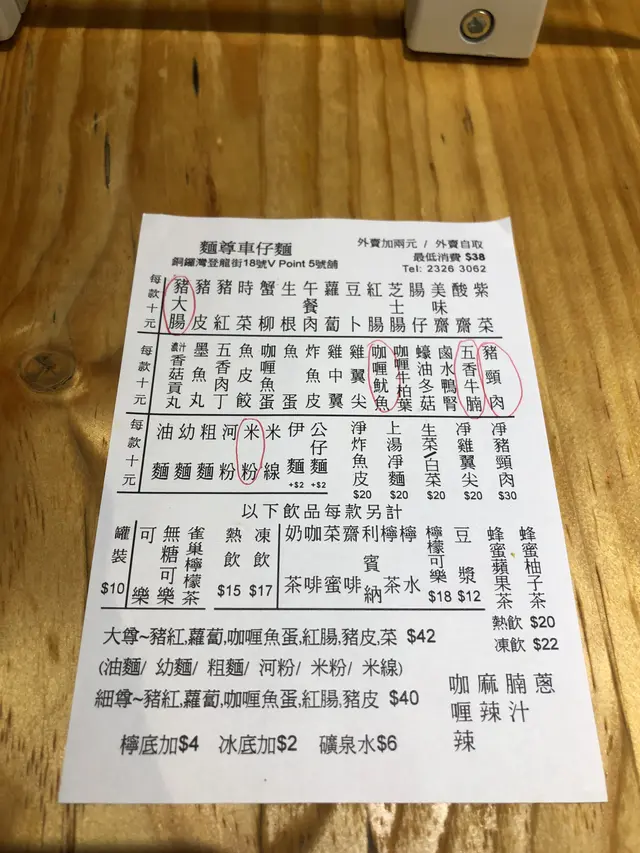 麵尊車仔麵
銅鑼灣登龍街18號V Point 5號舖
外賣加兩元 / 外賣自取
最低消費 $38
Tel: 2326 3062
每款十元
豬大腸
豬皮
豬紅
時菜
蟹柳
生根
午餐肉
蘿蔔
豆卜
紅腸
芝士腸
腸仔
美味齋
酸齋
紫菜
每款十元
濃汁香菇貢丸
墨魚丸
五香肉丁
魚皮餃
咖喱魚蛋
魚蛋
炸魚皮
雞中翼
雞翼尖
咖喱魷魚
咖喱牛柏葉
蠔油冬菇
鹵水鴨腎
五香牛腩
豬頸肉
每款十元
油麵
幼麵
粗麵
河粉
米粉
米線
伊麵 +$2
公仔麵 +$2
淨炸魚皮 $20
上湯淨麵 $20
生菜/白菜 $20
淨雞翼尖 $20
淨豬頸肉 $30
以下飲品每款另計
罐裝 $10
可樂
無糖可樂
雀巢檸檬茶
熱飲 $15
凍飲 $17
奶茶
咖啡
菜蜜
齋啡
利賓納
檸茶
檸水
檸檬可樂 $18
豆漿 $12
蜂蜜蘋果茶
蜂蜜柚子茶
熱飲 $20
凍飲 $22
大尊~豬紅,蘿蔔,咖喱魚蛋,紅腸,豬皮,菜 $42
(油麵/ 幼麵/ 粗麵/ 河粉/ 米粉/ 米線)
細尊~豬紅,蘿蔔,咖喱魚蛋,紅腸,豬皮 $40
檸底加$4 冰底加$2 礦泉水$6
咖喱辣
麻辣
腩汁
蔥